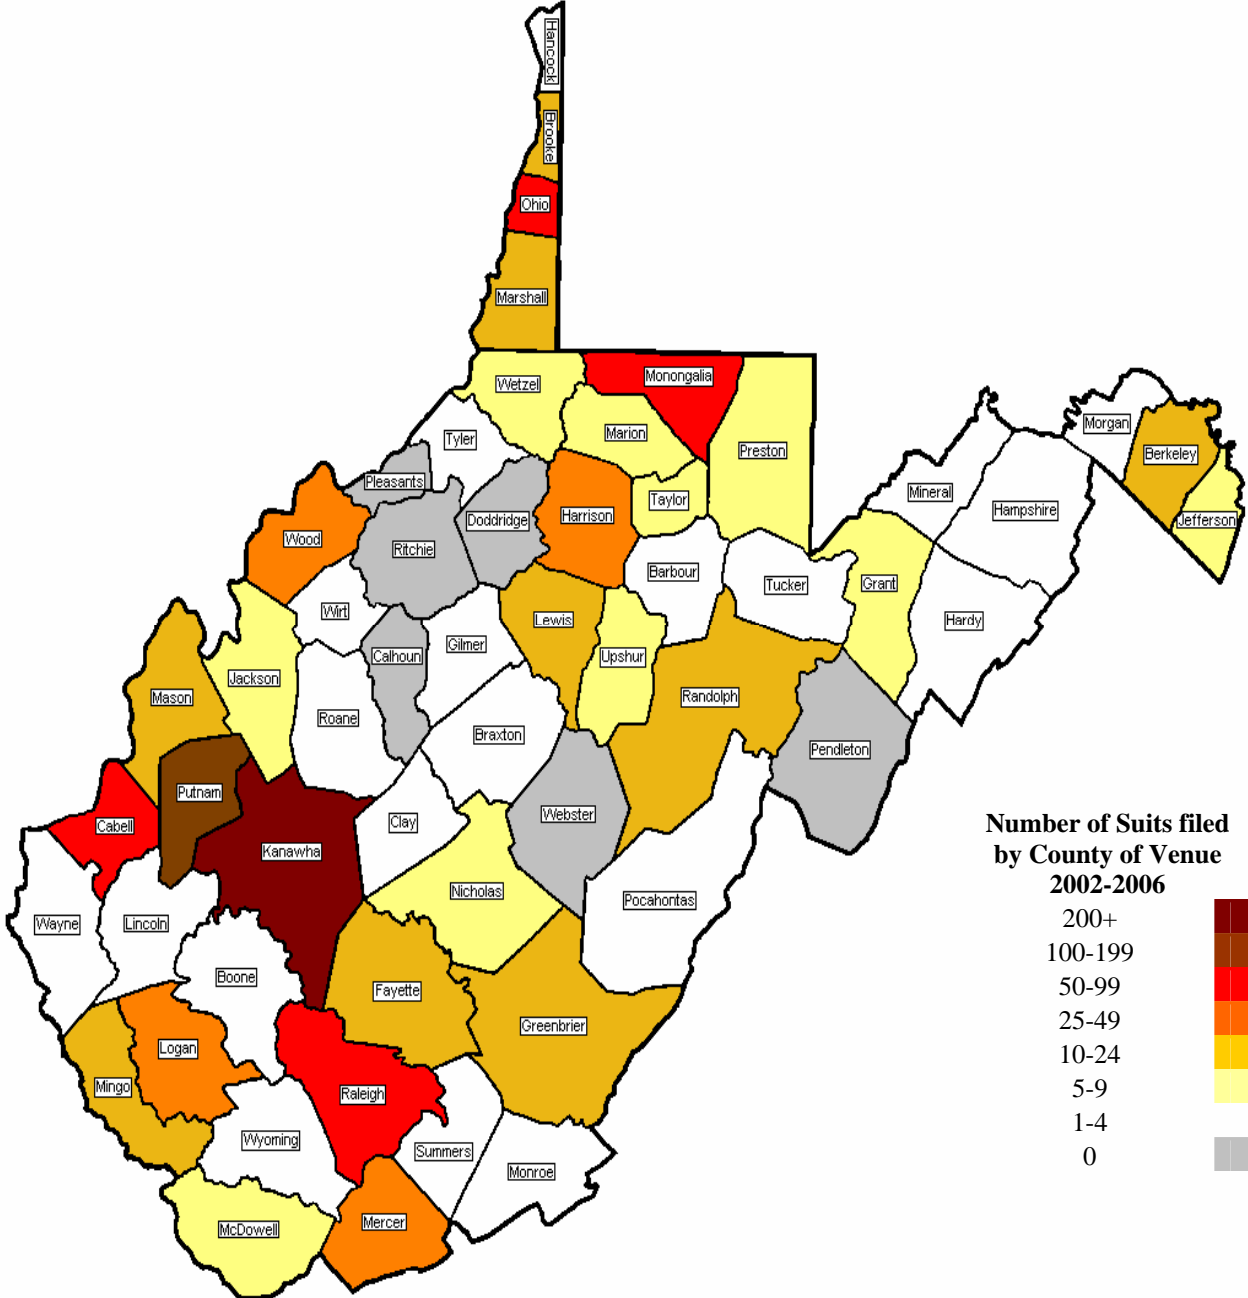 Hancock
Brooke
Ohio
Marshall
Wetzel
Monongalia
Marion
Preston
Tyler
Pleasants
Doddridge
Harrison
Taylor
Morgan
Berkeley
Jefferson
Mineral
Hampshire
Wood
Ritchie
Barbour
Tucker
Grant
Hardy
Wirt
Calhoun
Gilmer
Lewis
Upshur
Randolph
Jackson
Mason
Roane
Braxton
Pendleton
Putnam
Cabell
Kanawha
Clay
Webster
Nicholas
Pocahontas
Wayne
Lincoln
Boone
Fayette
Greenbrier
Logan
Mingo
Raleigh
Wyoming
Summers
Monroe
McDowell
Mercer
Number of Suits filed
by County of Venue
2002-2006
200+
100-199
50-99
25-49
10-24
5-9
1-4
0